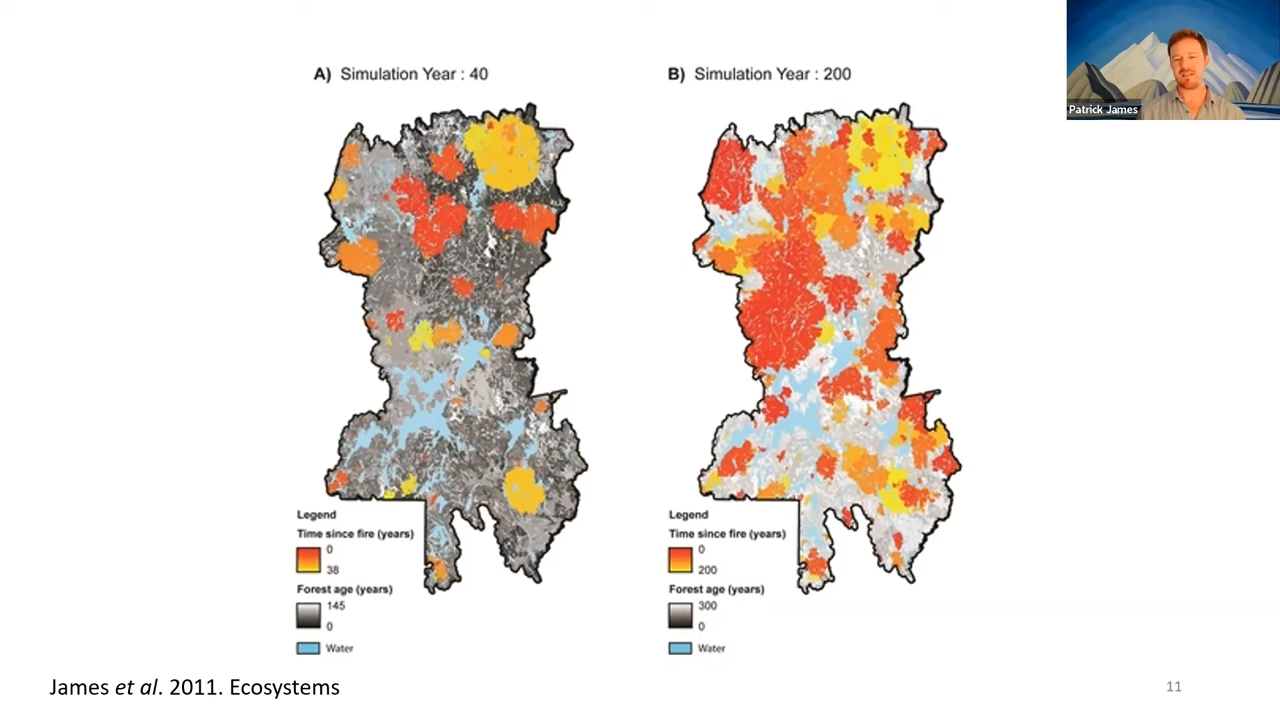 A) Simulation Year : 40
B) Simulation Year : 200
Patrick James
Legend
Time since fire (years)
0
38
Forest age (years)
145
0
Water
Legend
Time since fire (years)
0
200
Forest age (years)
300
0
Water
James et al. 2011. Ecosystems
11